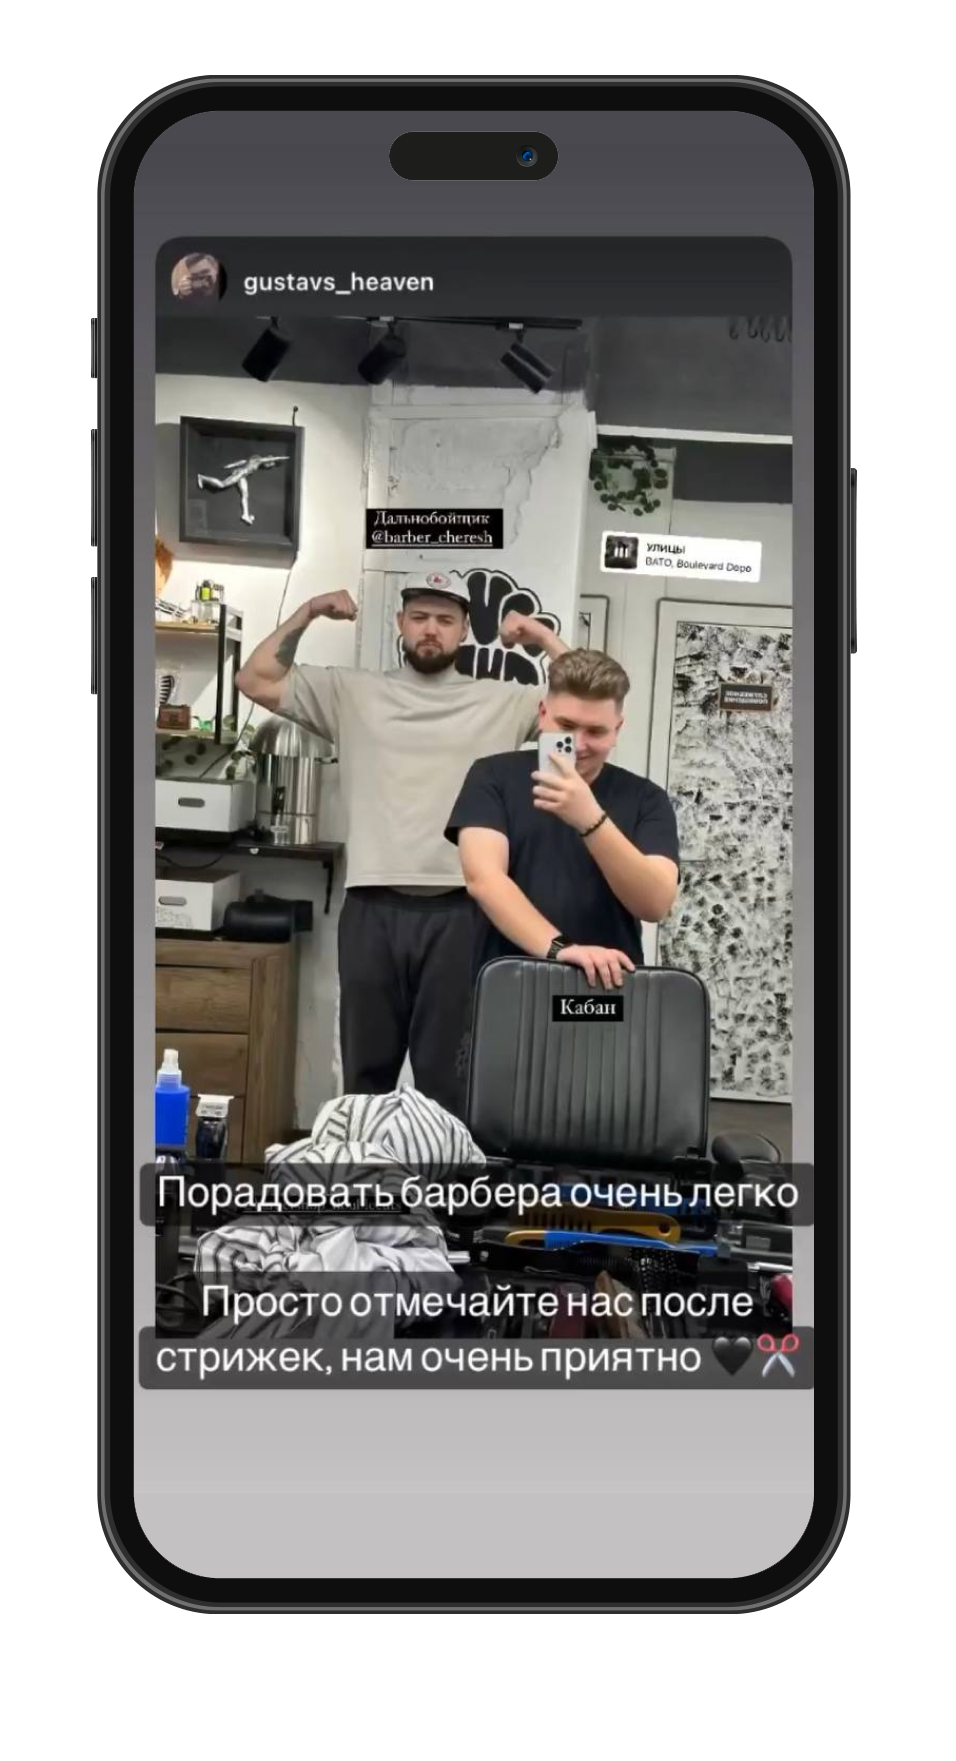 gustavs_heaven
Дальнобойщик
@barber_cheresh
УЛИЦЫ
ВАТО, Boulevard Depo
Кабан
Порадовать барбера очень легко
Просто отмечайте нас после
стрижек, нам очень приятно 🖤✂️